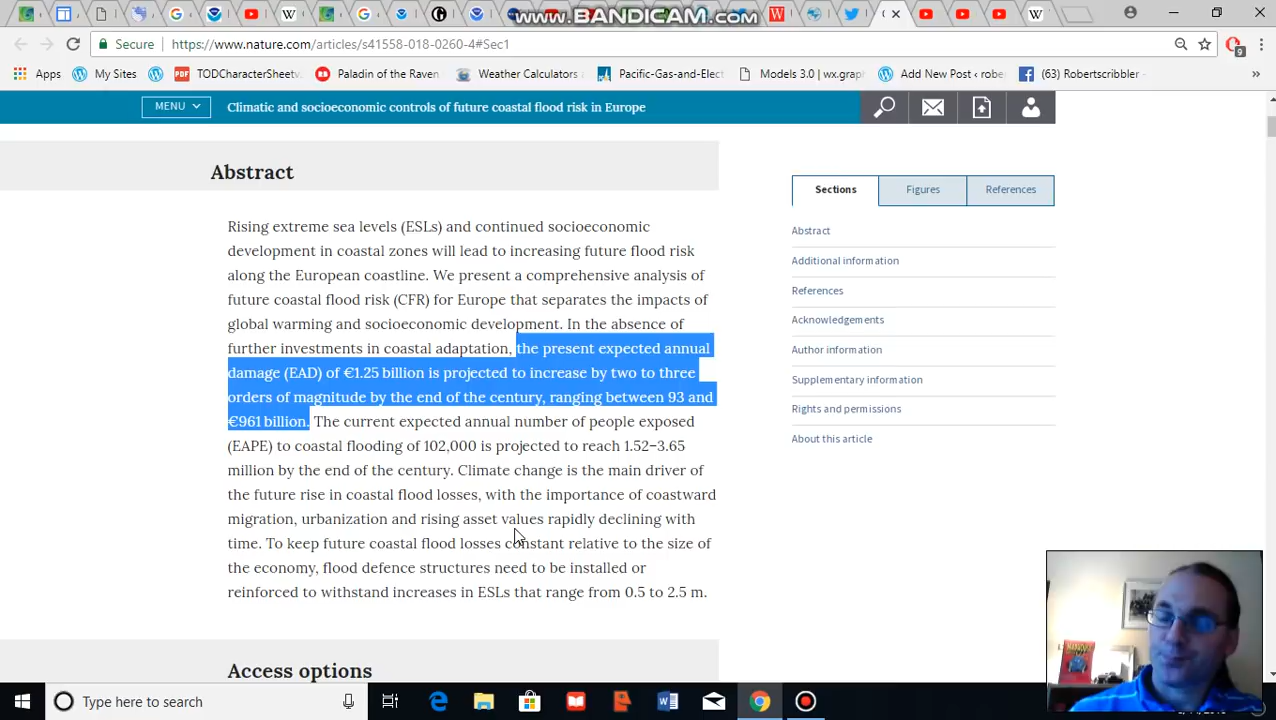 www.BANDICAM.com
Secure
https://www.nature.com/articles/s41558-018-0260-4#Sec1
9
Apps
My Sites
TODCharacterSheetv
Paladin of the Raven
Weather Calculators
Pacific-Gas-and-Elect
Models 3.0 | wx.grap
Add New Post ‹ robe
(63) Robertscribbler -
MENU
Climatic and socioeconomic controls of future coastal flood risk in Europe
Abstract
Rising extreme sea levels (ESLs) and continued socioeconomic
development in coastal zones will lead to increasing future flood risk
along the European coastline. We present a comprehensive analysis of
future coastal flood risk (CFR) for Europe that separates the impacts of
global warming and socioeconomic development. In the absence of
further investments in coastal adaptation, the present expected annual
damage (EAD) of €1.25 billion is projected to increase by two to three
orders of magnitude by the end of the century, ranging between 93 and
€961 billion. The current expected annual number of people exposed
(EAPE) to coastal flooding of 102,000 is projected to reach 1.52–3.65
million by the end of the century. Climate change is the main driver of
the future rise in coastal flood losses, with the importance of coastward
migration, urbanization and rising asset values rapidly declining with
time. To keep future coastal flood losses constant relative to the size of
the economy, flood defence structures need to be installed or
reinforced to withstand increases in ESLs that range from 0.5 to 2.5 m.
Access options
Sections
Figures
References
Abstract
Additional information
References
Acknowledgements
Author information
Supplementary information
Rights and permissions
About this article
Type here to search